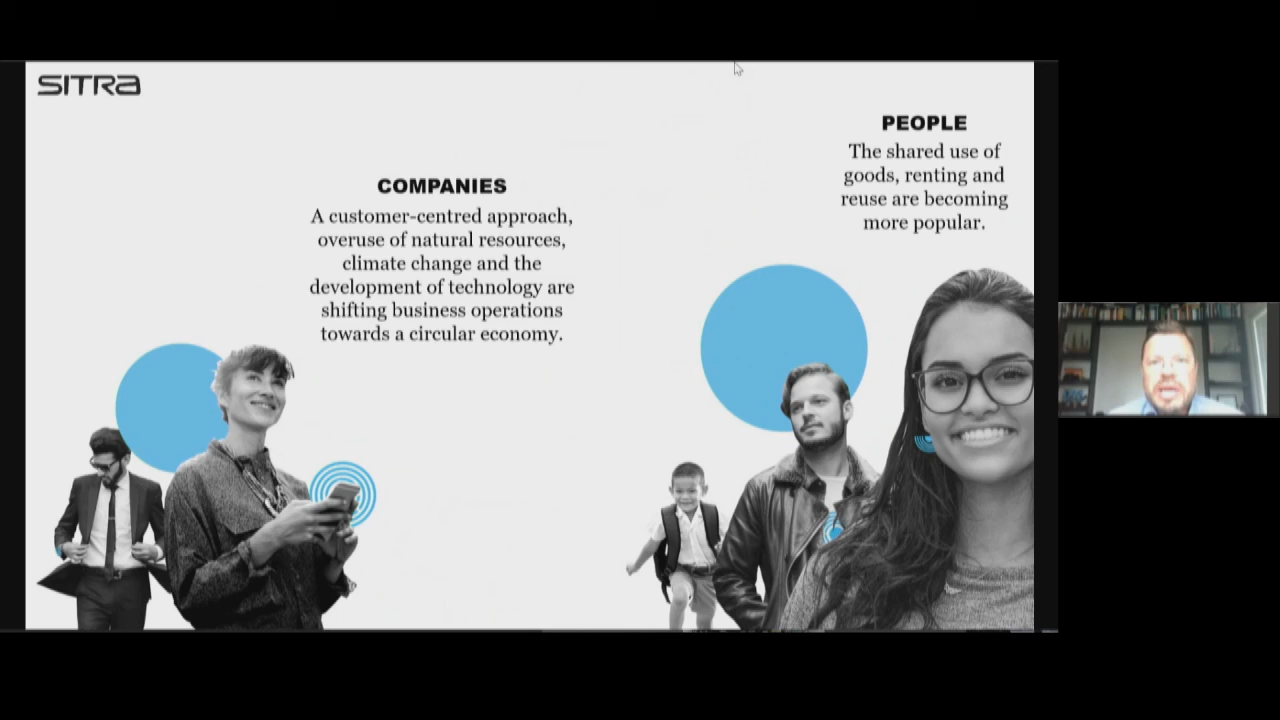 SITRA
COMPANIES
A customer-centred approach,
overuse of natural resources,
climate change and the
development of technology are
shifting business operations
towards a circular economy.
PEOPLE
The shared use of
goods, renting and
reuse are becoming
more popular.